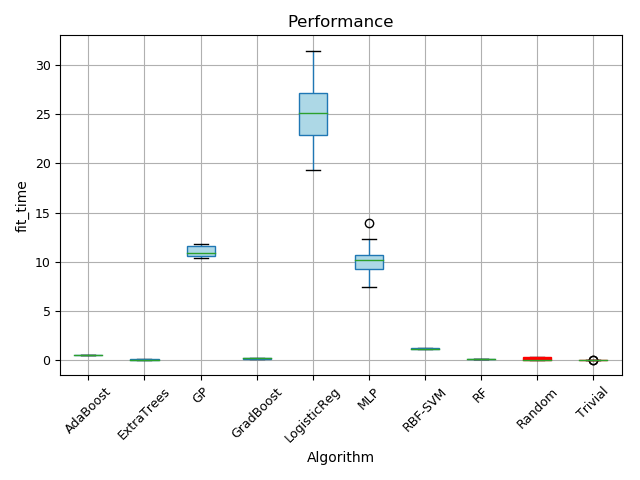 Performance
fit_time
30
25
20
15
10
5
0
AdaBoost
ExtraTrees
GP
GradBoost
LogisticReg
MLP
RBF-SVM
RF
Random
Trivial
Algorithm